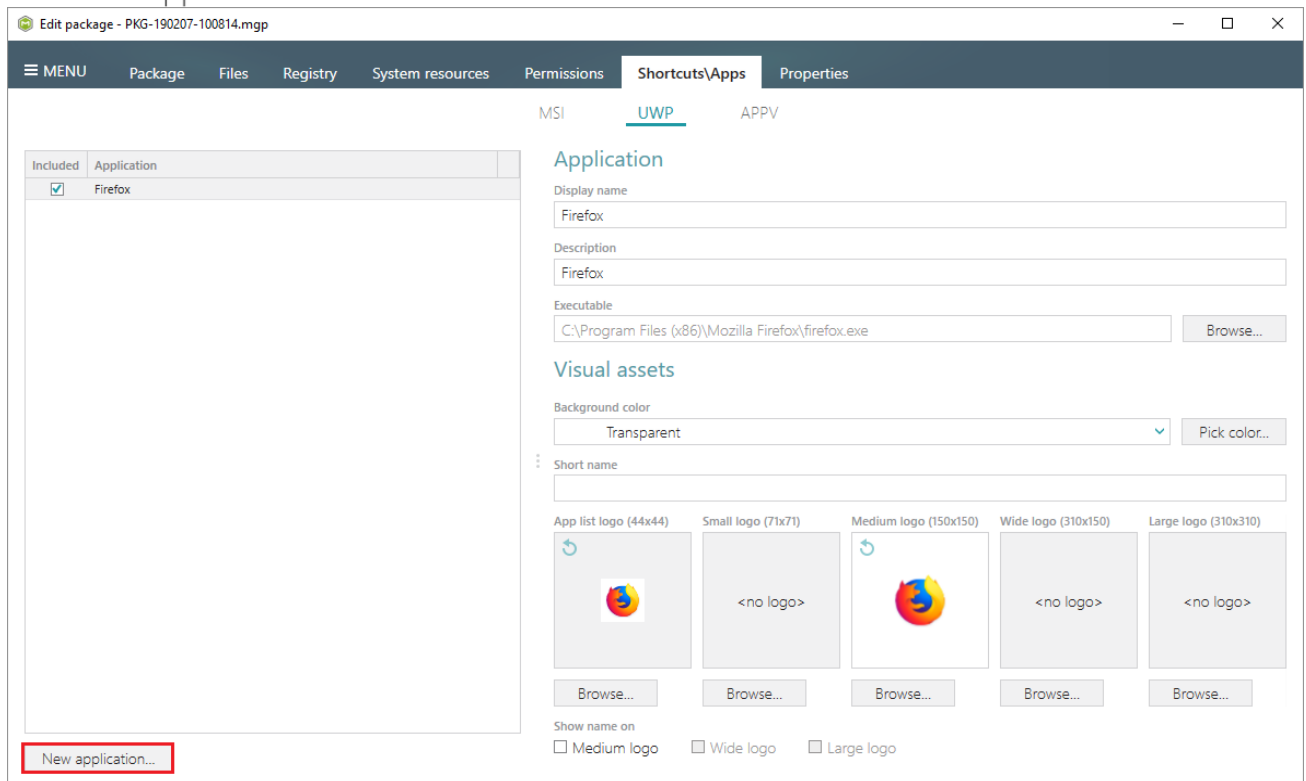 Edit package - PKG-190207-100814.mgp
MENU Package Files Registry System resources Permissions Shortcuts\Apps Properties
MSI UWP APPV
Included Application
Firefox
New application...
Application
Display name
Firefox
Description
Firefox
Executable
C:\Program Files (x86)\Mozilla Firefox\firefox.exe Browse...
Visual assets
Background color
Transparent Pick color...
Short name
App list logo (44x44) Small logo (71x71) Medium logo (150x150) Wide logo (310x150) Large logo (310x310)
<no logo> <no logo> <no logo>
Browse... Browse... Browse... Browse... Browse...
Show name on
Medium logo Wide logo Large logo